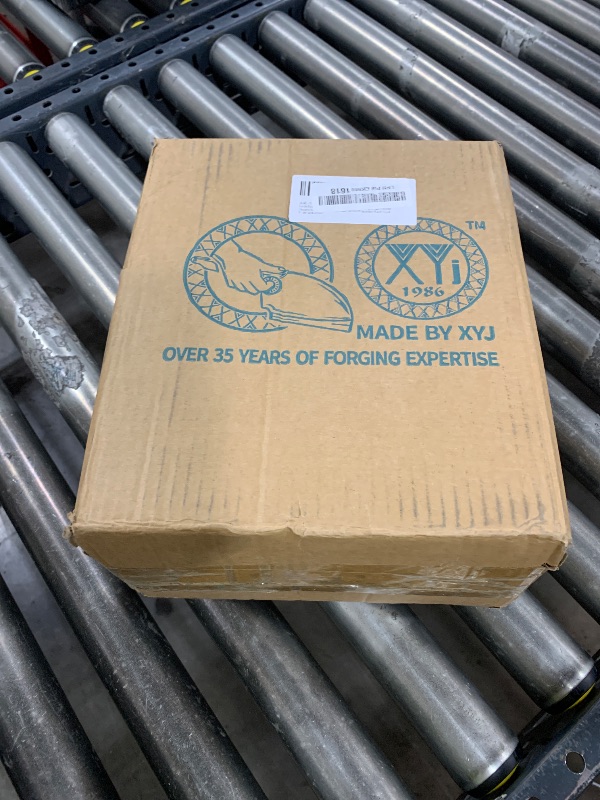 XYj
1986
TM
MADE BY XYJ
OVER 35 YEARS OF FORGING EXPERTISE